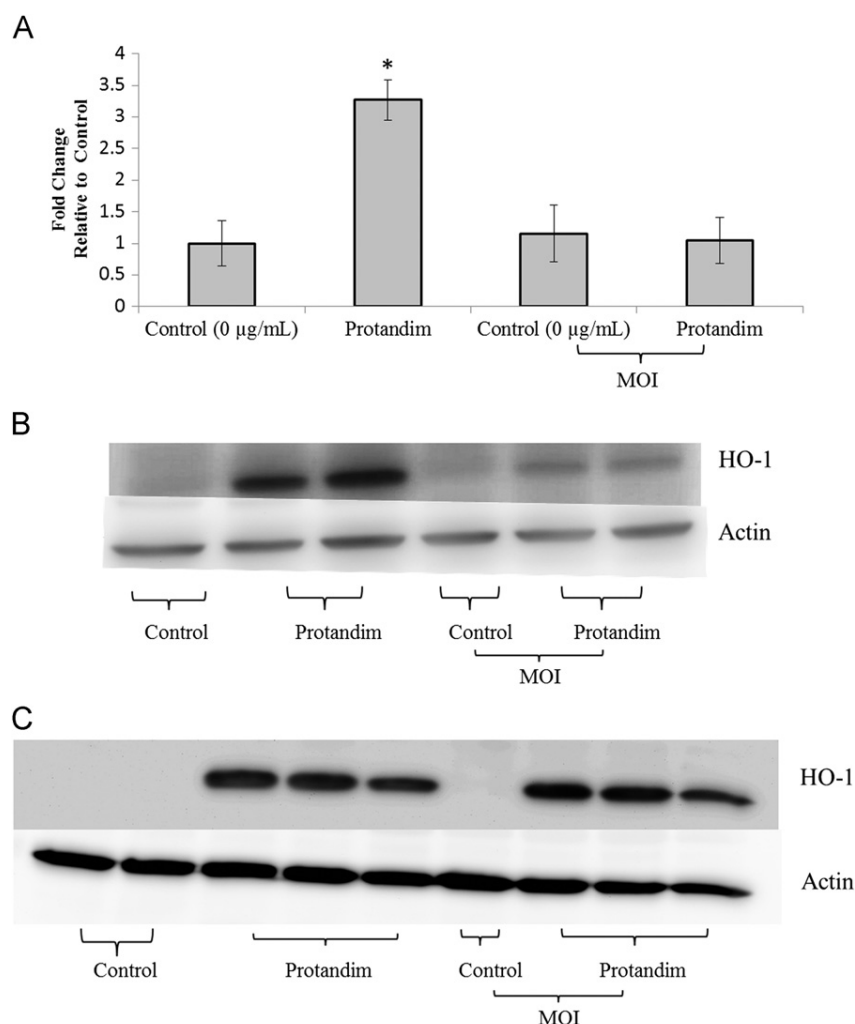 A
4
3.5
3
2.5
2
1.5
1
0.5
0
Fold Change
Relative to Control
*
Control (0 µg/mL) Protandim Control (0 µg/mL) Protandim
MOI
B
HO-1
Actin
Control Protandim Control Protandim
MOI
C
HO-1
Actin
Control Protandim Control Protandim
MOI